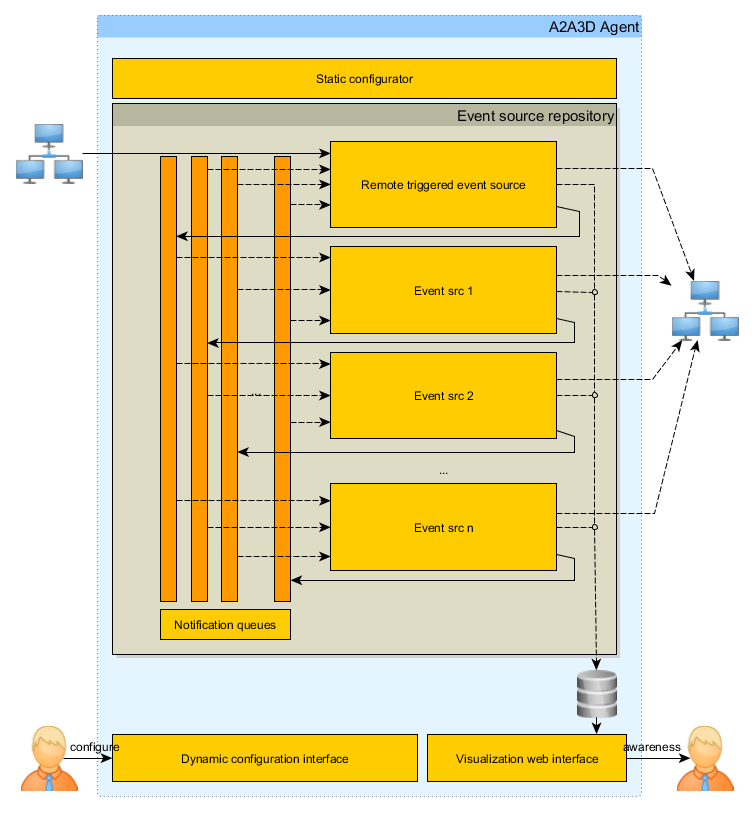 A2A3D Agent
Static configurator
Event source repository
Remote triggered event source
Event src 1
...
Event src 2
...
Event src n
Notification queues
configure
Dynamic configuration interface
Visualization web interface
awareness